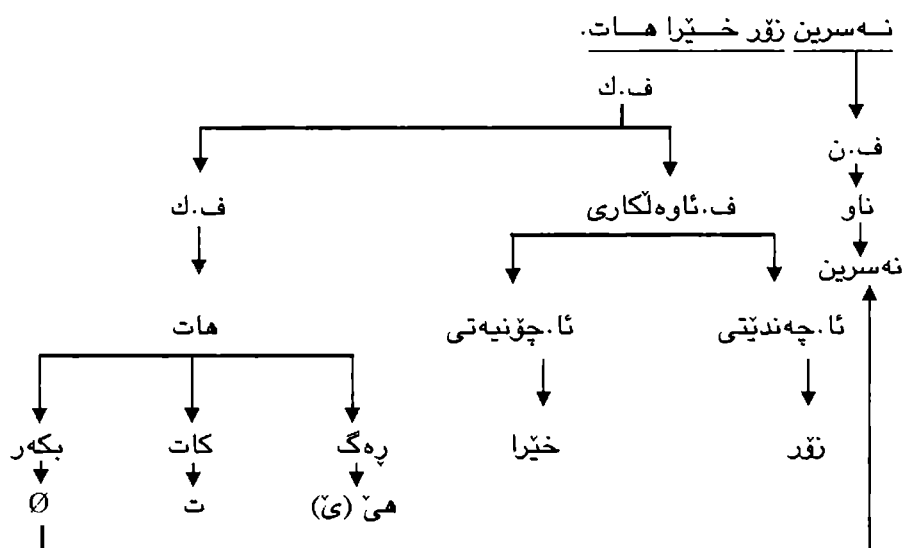 نەسرین زۆر خێرا هات.
ف.ك
ف.ن
ف.ئاوەڵکاری ف.ك
ناو
نەسرین
ئا.چەندێتی ئا.چۆنیەتی هات
زۆر خێرا ڕەگ کات بکەر
هێ (ێ) ت Ø